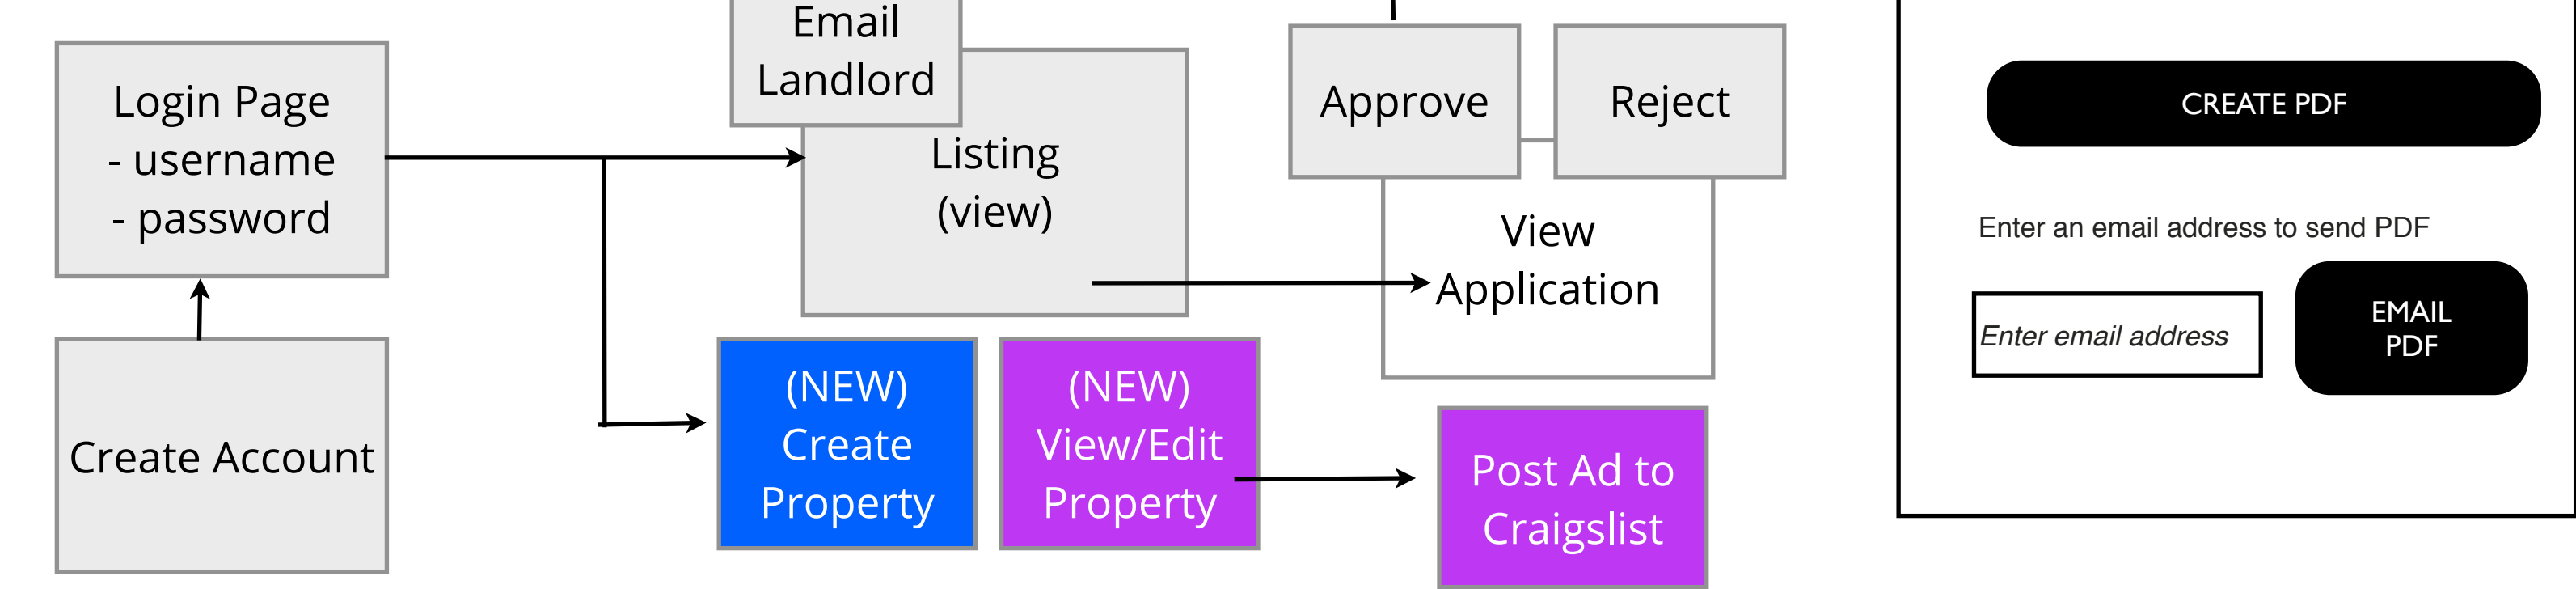 Email
Landlord
Login Page
- username
- password
Listing
(view)
Approve
Reject
View
Application
Create Account
(NEW)
Create
Property
(NEW)
View/Edit
Property
Post Ad to
Craigslist
CREATE PDF
Enter an email address to send PDF
Enter email address
EMAIL
PDF